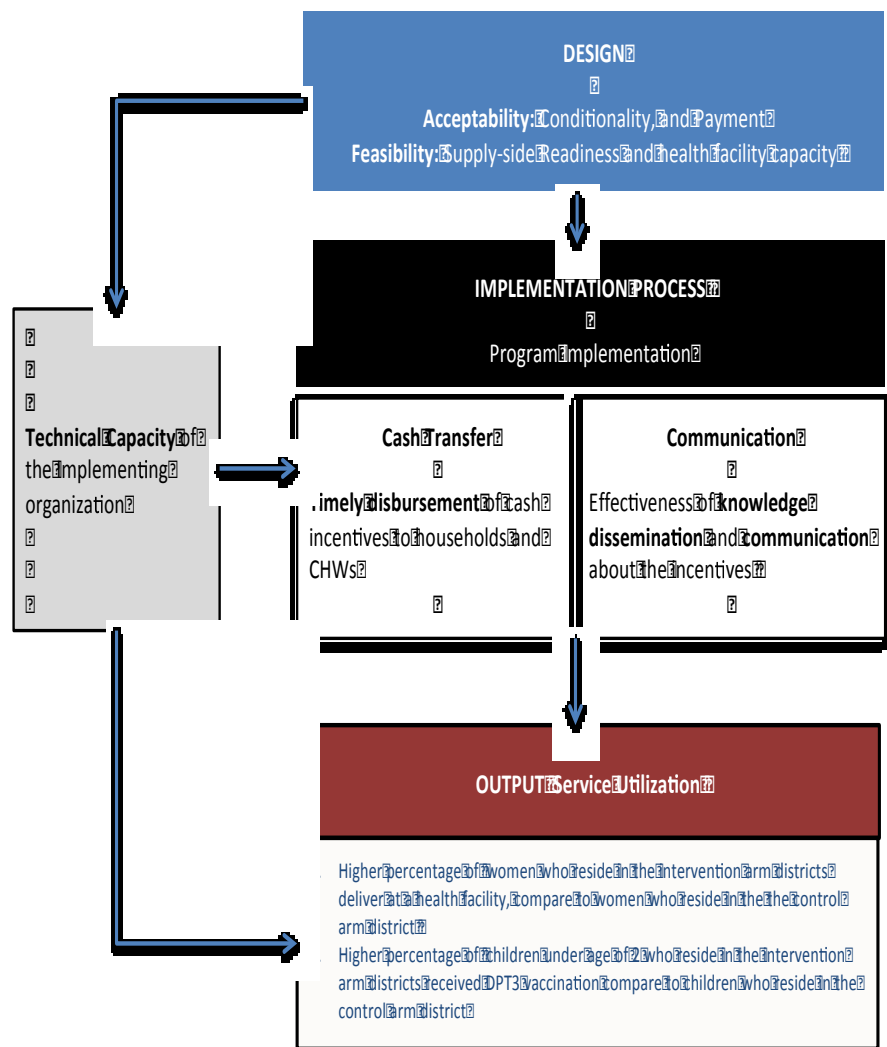 DESIGN
Acceptability: Conditionality, and Payment
Feasibility: Supply-side Readiness and health facility capacity
IMPLEMENTATION PROCESS
Program Implementation
Technical Capacity of
the Implementing
organization
Cash Transfer
Timely disbursement of cash
incentives to households and
CHWs
Communication
Effectiveness of knowledge
dissemination and communication
about the incentives
OUTPUT Service Utilization
Higher percentage of women who reside in the intervention arm districts
deliver at a health facility, compare to women who reside in the the control
arm district
Higher percentage of children under age of 2 who reside in the intervention
arm districts received DPT3 vaccination compare to children who reside in the
control arm district